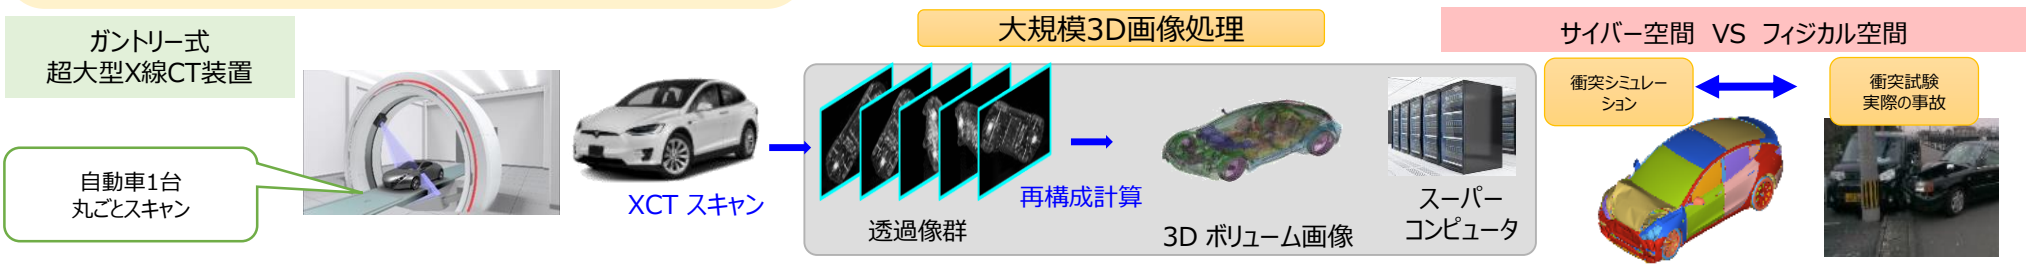 ガントリー式
超大型X線CT装置
自動車1台
丸ごとスキャン
XCT スキャン
大規模3D画像処理
透過像群
再構成計算
3D ボリューム画像
スーパー
コンピュータ
サイバー空間 VS フィジカル空間
衝突シミュレー
ション
衝突試験
実際の事故